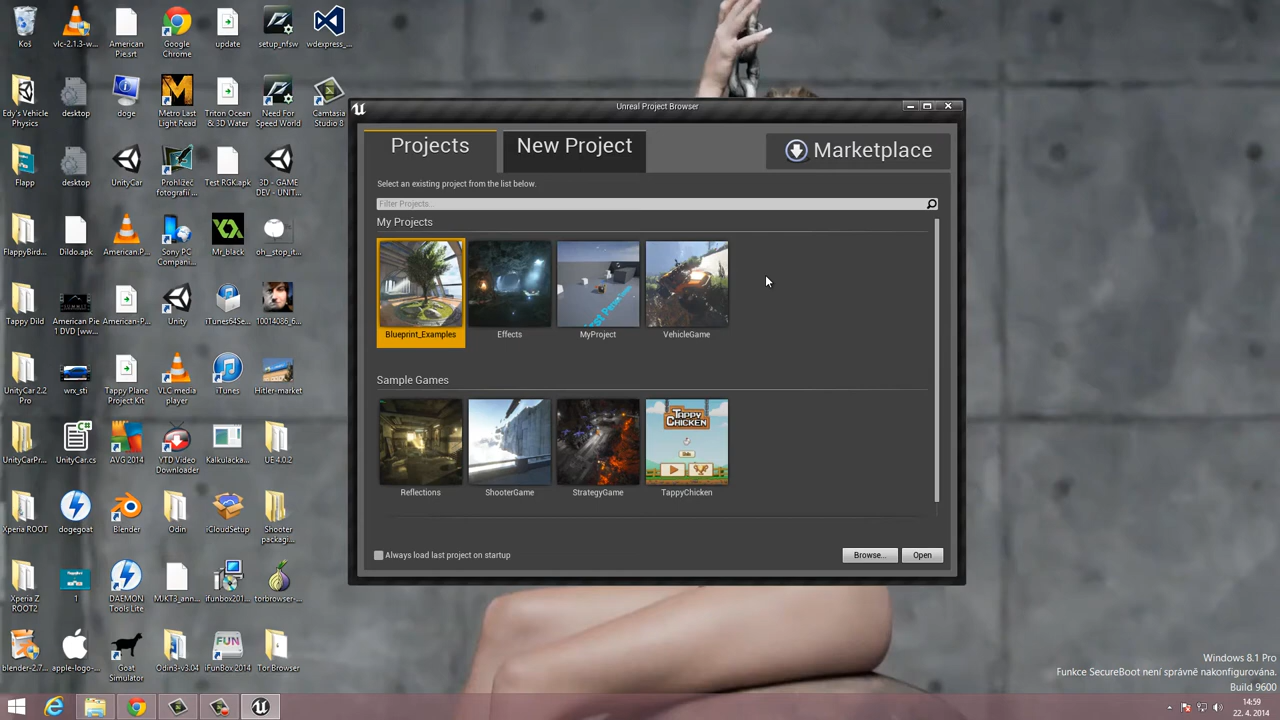 Koš
vlc-2.1.3-w...
American Pie.srt
Google Chrome
update
setup_nfsw
wdexpress_...
Edy's Vehicle Physics
desktop
doge
Metro Last Light Read
Triton Ocean & 3D Water
Need For Speed World
Camtasia Studio 8
Flapp
desktop
UnityCar
Prohlížeč fotografií ...
Test RGK.apk
3D - GAME DEV - UNIT...
FlappyBird...
Dildo.apk
American.P...
Sony PC Compani...
Mr_black
oh__stop_it...
Tappy Dild
American Pie 1 DVD [ww...
American-P...
Unity
iTunes64Se...
10014086_6...
UnityCar 2.2 Pro
wrx_sti
Tappy Plane Project Kit
VLC media player
iTunes
Hitler-market
UnityCarPr...
UnityCar.cs
AVG 2014
YTD Video Downloader
Kalkulacka...
UE 4.0.2
Xperia ROOT
dogegoat
Blender
Odin
iCloudSetup
Shooter packagi...
Xperia Z ROOT2
1
DAEMON Tools Lite
MJKT3_ann...
ifunbox201...
torbrowser-...
blender-2.7...
apple-logo-...
Goat Simulator
Odin3-v3.04
FUN
iFunBox 2014
Tor Browser
Unreal Project Browser
Projects
New Project
Marketplace
Select an existing project from the list below.
Filter Projects...
My Projects
Blueprint_Examples
Effects
MyProject
VehicleGame
Sample Games
TAPPY CHICKEN
Reflections
ShooterGame
StrategyGame
TappyChicken
Always load last project on startup
Browse...
Open
Windows 8.1 Pro
Funkce SecureBoot není správně nakonfigurována.
Build 9600
14:59
22. 4. 2014